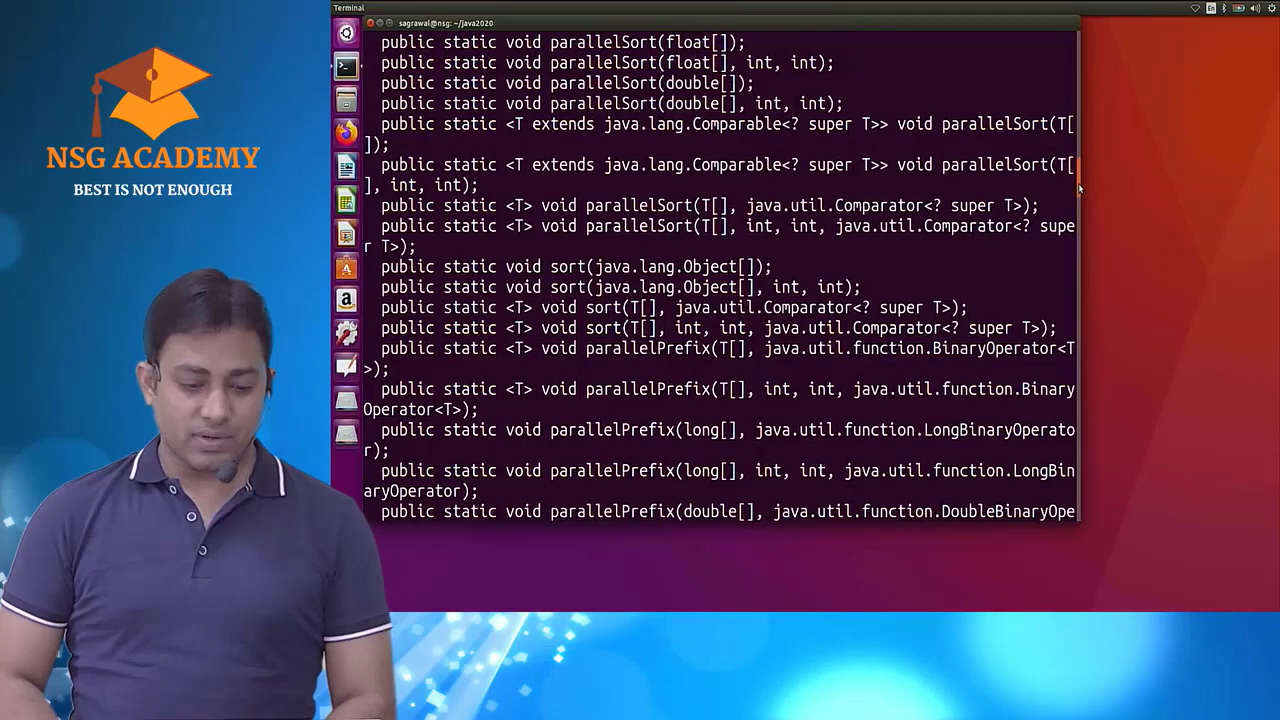 NSG ACADEMY
BEST IS NOT ENOUGH
Terminal
En
sagrawal@nsg: ~/java2020
public static void parallelSort(float[]);
public static void parallelSort(float[], int, int);
public static void parallelSort(double[]);
public static void parallelSort(double[], int, int);
public static <T extends java.lang.Comparable<? super T>> void parallelSort(T[
]);
public static <T extends java.lang.Comparable<? super T>> void parallelSort(T[
], int, int);
public static <T> void parallelSort(T[], java.util.Comparator<? super T>);
public static <T> void parallelSort(T[], int, int, java.util.Comparator<? supe
r T>);
public static void sort(java.lang.Object[]);
public static void sort(java.lang.Object[], int, int);
public static <T> void sort(T[], java.util.Comparator<? super T>);
public static <T> void sort(T[], int, int, java.util.Comparator<? super T>);
public static <T> void parallelPrefix(T[], java.util.function.BinaryOperator<T
>);
public static <T> void parallelPrefix(T[], int, int, java.util.function.Binary
Operator<T>);
public static void parallelPrefix(long[], java.util.function.LongBinaryOperato
r);
public static void parallelPrefix(long[], int, int, java.util.function.LongBin
aryOperator);
public static void parallelPrefix(double[], java.util.function.DoubleBinaryOpe